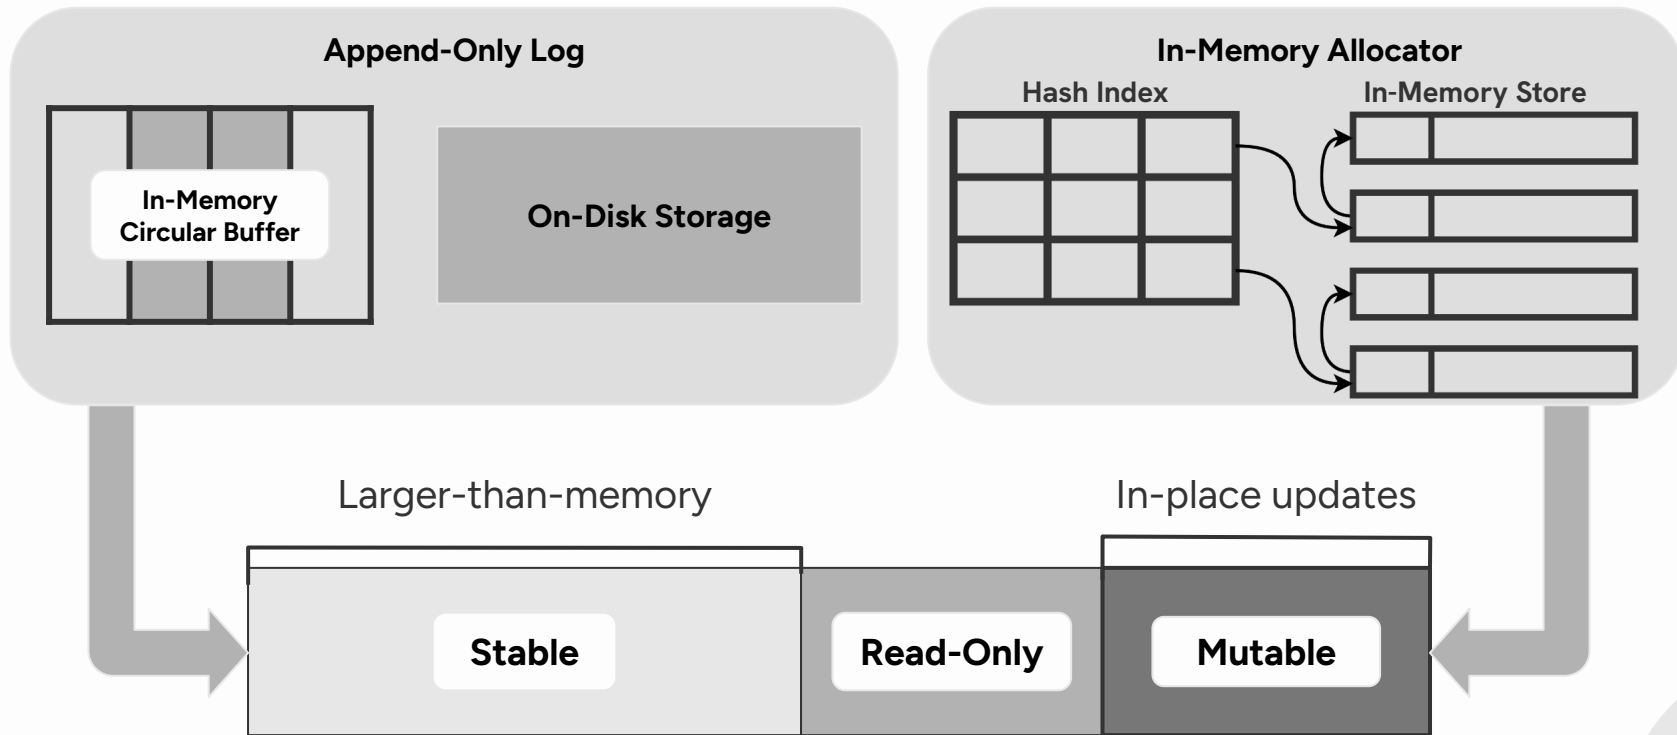 Append-Only Log
In-Memory
Circular Buffer
On-Disk Storage
In-Memory Allocator
Hash Index
In-Memory Store
Larger-than-memory
In-place updates
Stable
Read-Only
Mutable